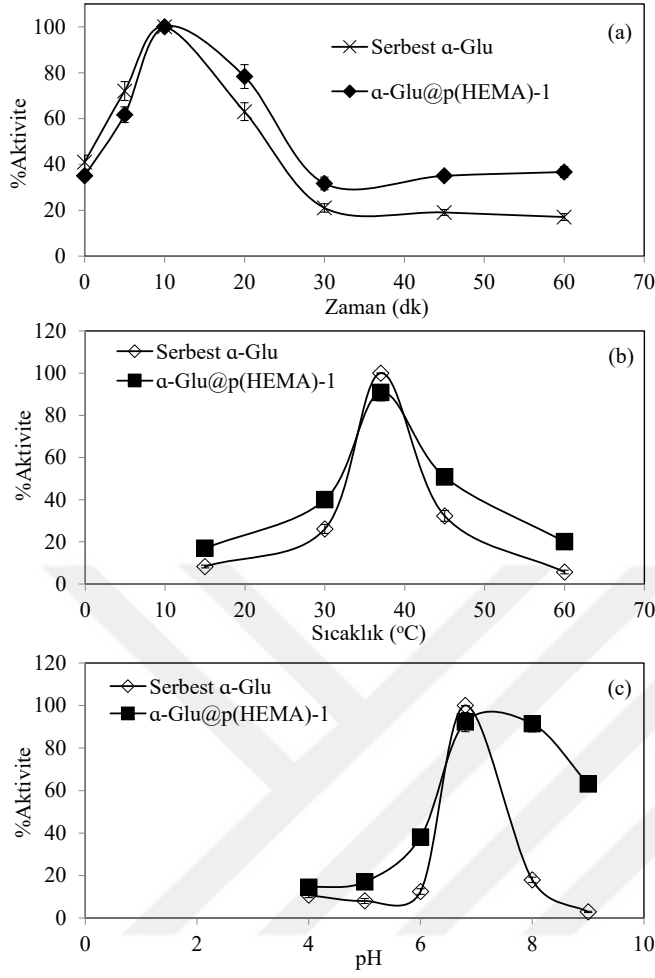 (a)
Serbest α-Glu
α-Glu@p(HEMA)-1
%Aktivite
100
80
60
40
20
0
0 10 20 30 40 50 60 70
Zaman (dk)
(b)
Serbest α-Glu
α-Glu@p(HEMA)-1
%Aktivite
120
100
80
60
40
20
0
0 10 20 30 40 50 60 70
Sıcaklık (°C)
(c)
Serbest α-Glu
α-Glu@p(HEMA)-1
%Aktivite
120
100
80
60
40
20
0
0 2 4 6 8 10
pH